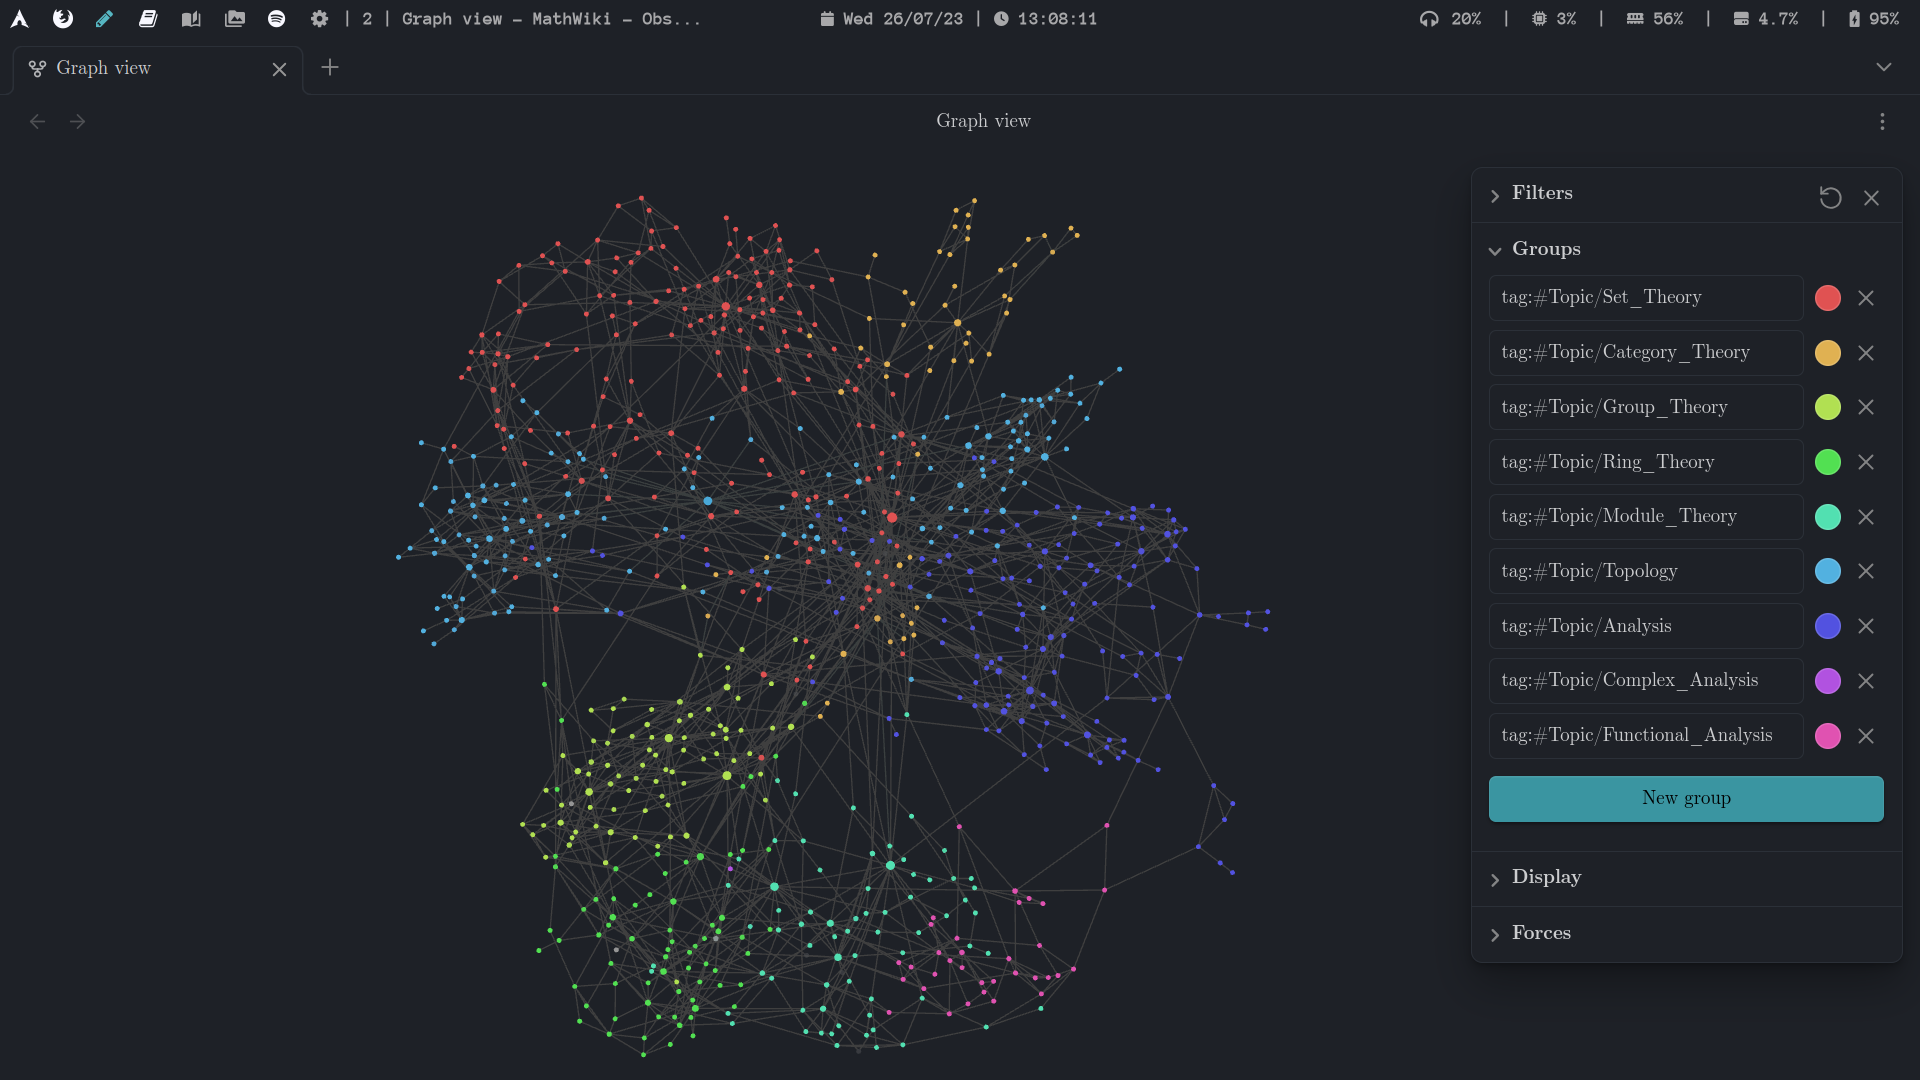 | 2 | Graph view - MathWiki - Obs...
Wed 26/07/23 | 13:08:11
20% | 3% | 56% | 4.7% | 95%
Graph view
Graph view
Filters
Groups
tag:#Topic/Set_Theory
tag:#Topic/Category_Theory
tag:#Topic/Group_Theory
tag:#Topic/Ring_Theory
tag:#Topic/Module_Theory
tag:#Topic/Topology
tag:#Topic/Analysis
tag:#Topic/Complex_Analysis
tag:#Topic/Functional_Analysis
New group
Display
Forces